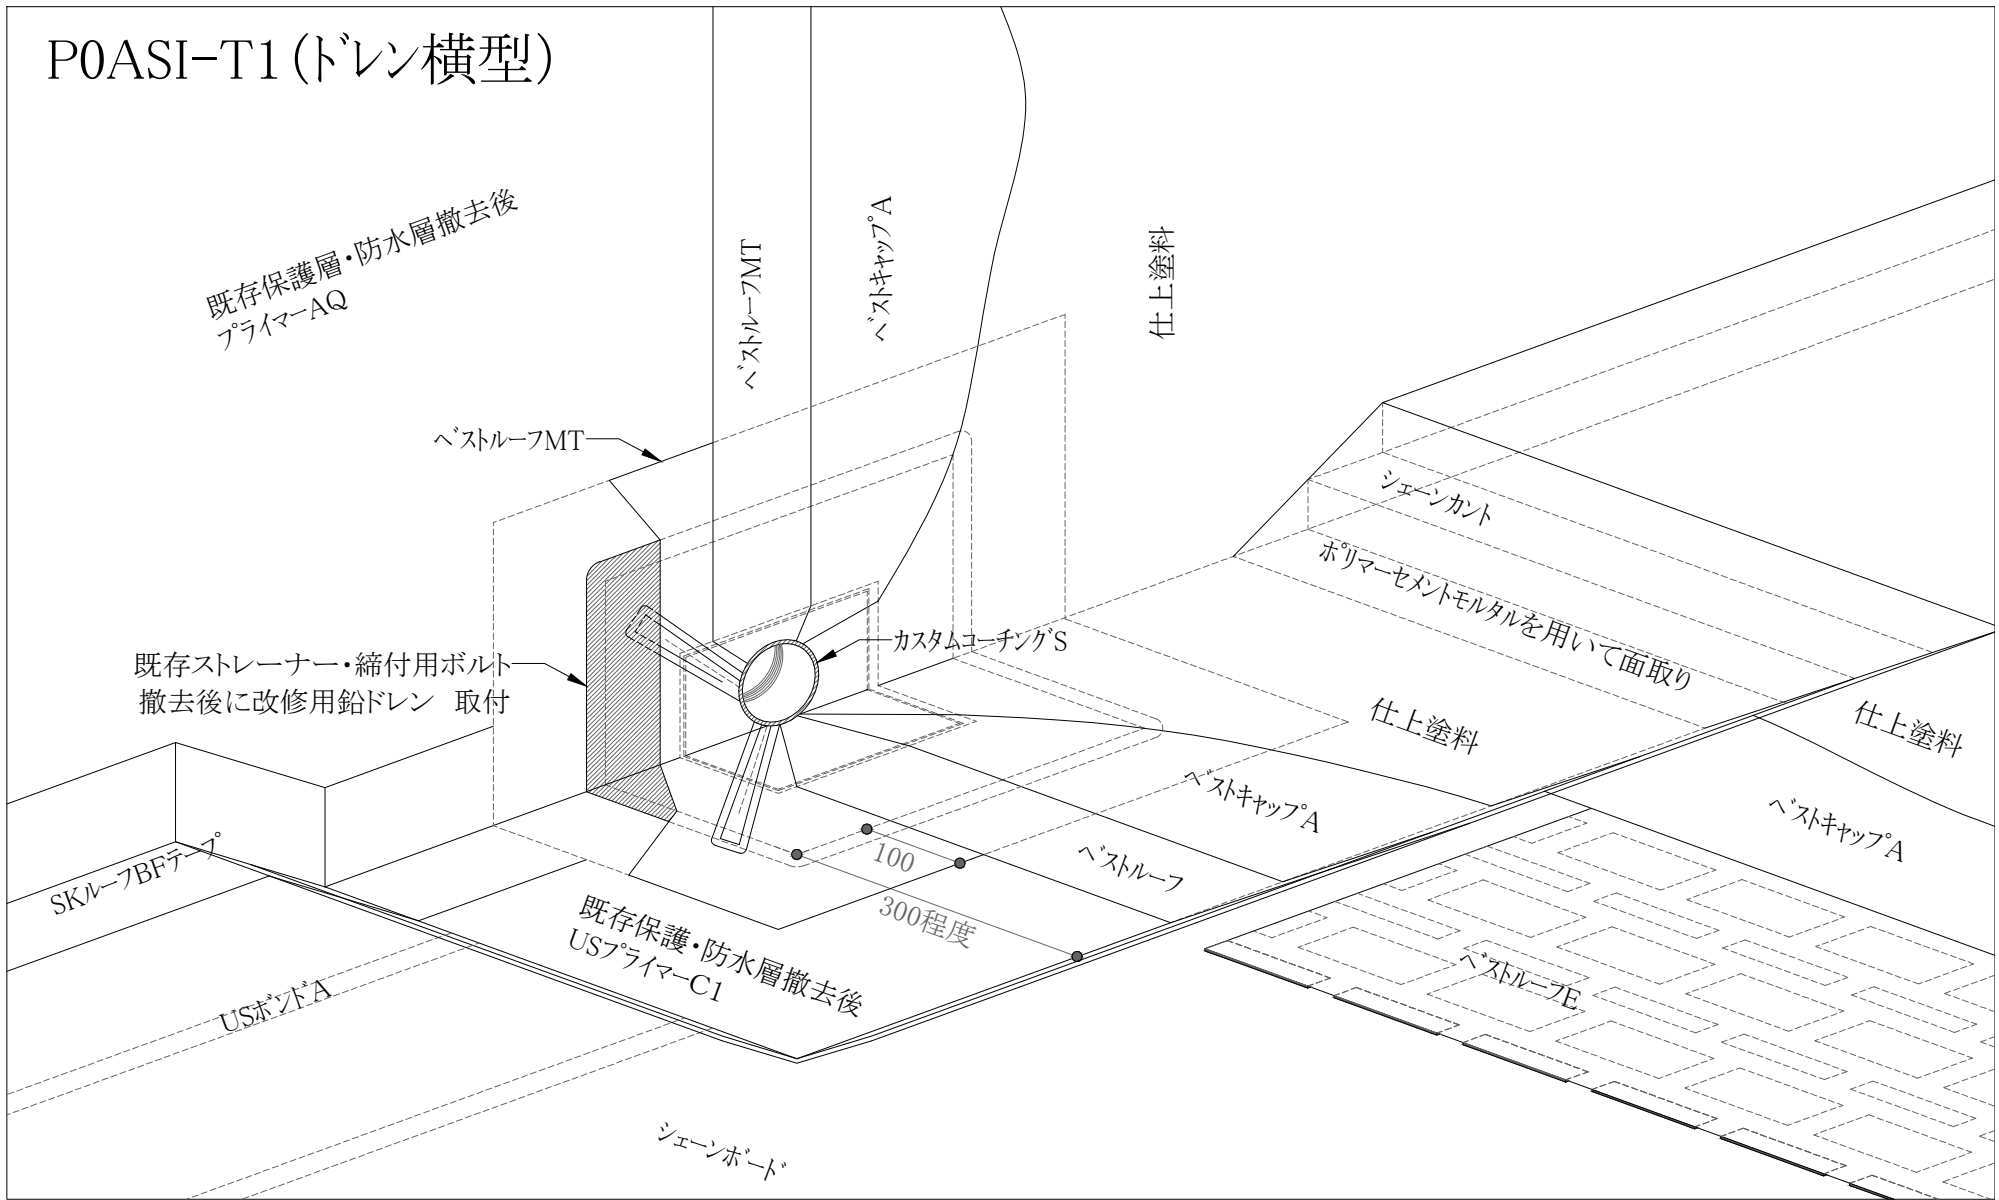 P0ASI-T1(ドレン横型)
既存保護層・防水層撤去後
プライマーAQ
ベストルーフMT
ベストキャップA
仕上塗料
ベストルーフMT
シェーンカント
ポリマーセメントモルタルを用いて面取り
カスタムコーチングS
既存ストレーナー・締付用ボルト
撤去後に改修用鉛ドレン 取付
仕上塗料
仕上塗料
ベストキャップA
ベストキャップA
SKルーフBFテープ
100
ベストルーフ
300程度
既存保護・防水層撤去後
USプライマーC1
ベストルーフE
USボンドA
シェーンボード